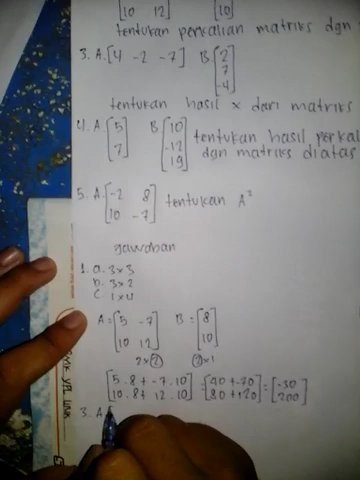 [10 12] [10]
tentukan perkalian matriks dgn
3. A. [4 -2 -7] B. [2
7
-4]
tentukan hasil x dari matriks
4. A. [5
7] B. [10
-12
19] tentukan hasil perkal
dgn matriks diatas
5. A. [-2 8
10 -7] tentukan A²
jawaban
1. a. 3x3
b. 3x2
c. 1x4
A = [5 -7
10 12] B = [8
10]
2x2 2x1
[5.8 + -7.10
10.8 + 12.10] = [40 + -70
80 + 120] = [-30
200]
3. A